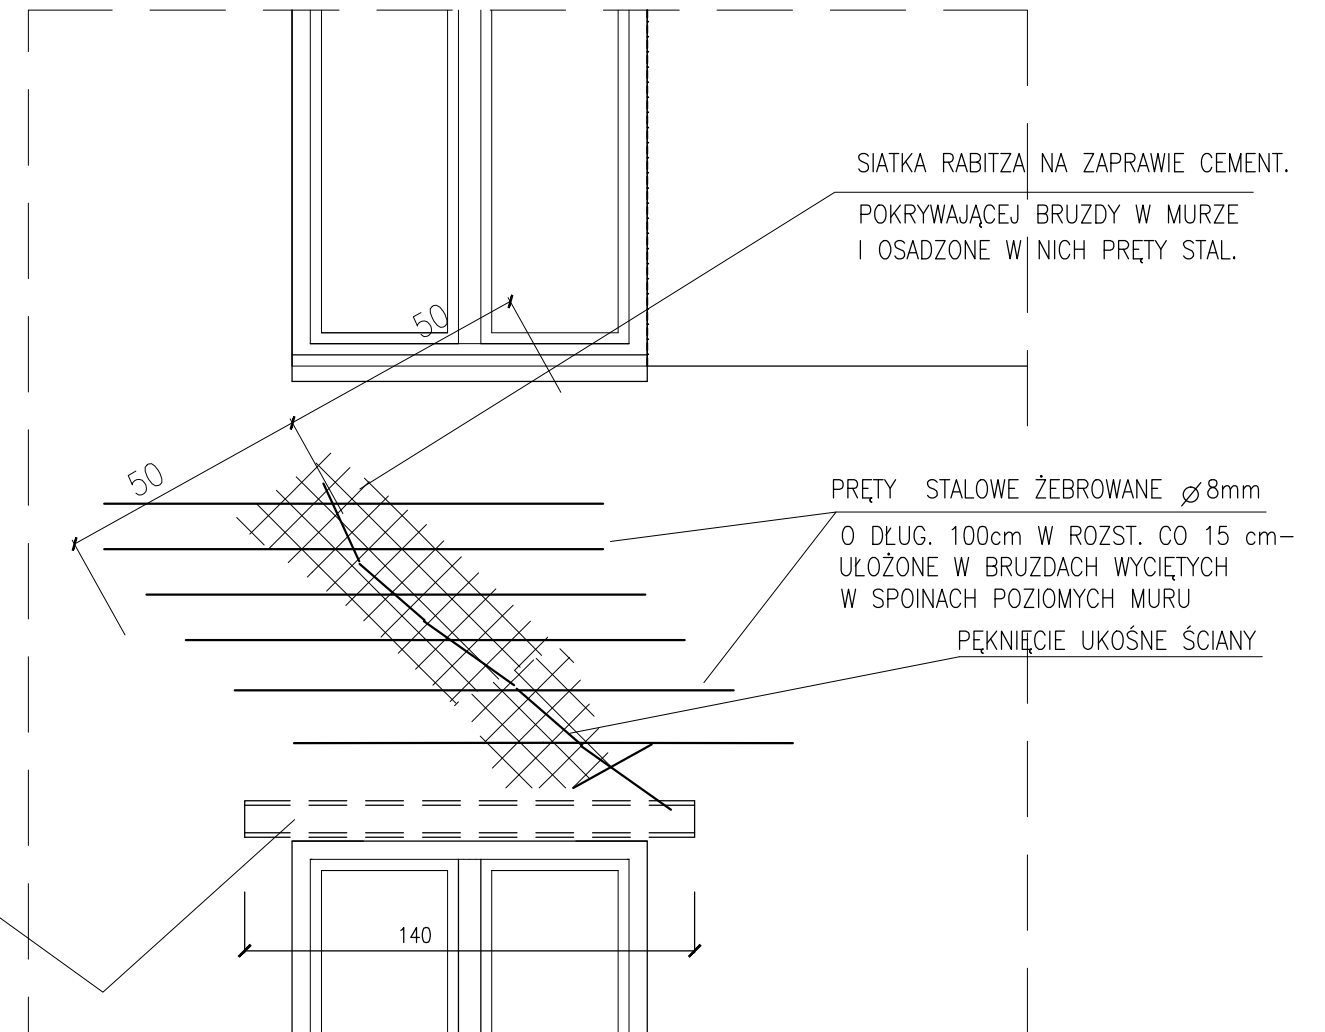 SIATKA RABITZA NA ZAPRAWIE CEMENT.
POKRYWAJĄCEJ BRUZDY W MURZE
I OSADZONE W NICH PRĘTY STAL.
50
50
PRĘTY STALOWE ŻEBROWANE ⌀8mm
O DŁUG. 100cm W ROZST. CO 15 cm-
UŁOŻONE W BRUZDACH WYCIĘTYCH
W SPOINACH POZIOMYCH MURU
PĘKNIĘCIE UKOŚNE ŚCIANY
140